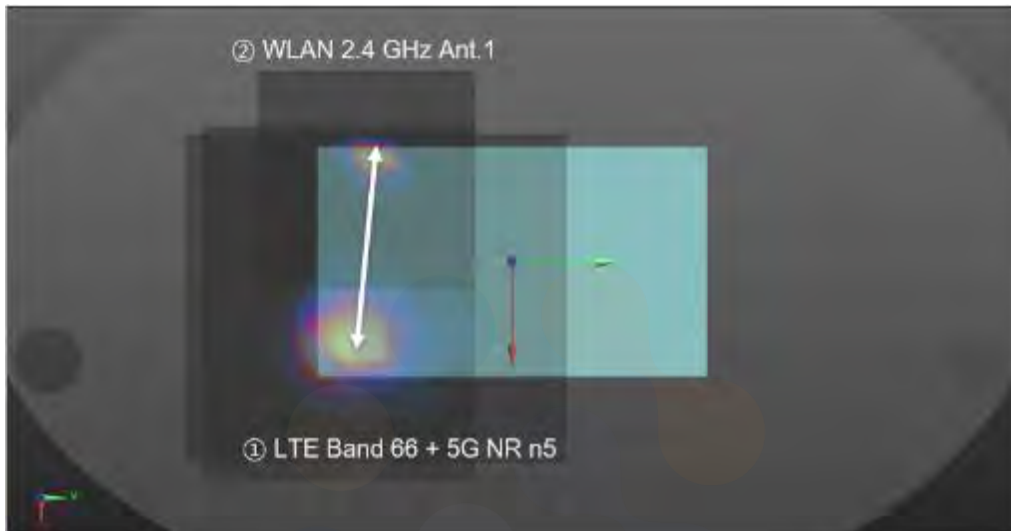 ② WLAN 2.4 GHz Ant.1
① LTE Band 66 + 5G NR n5